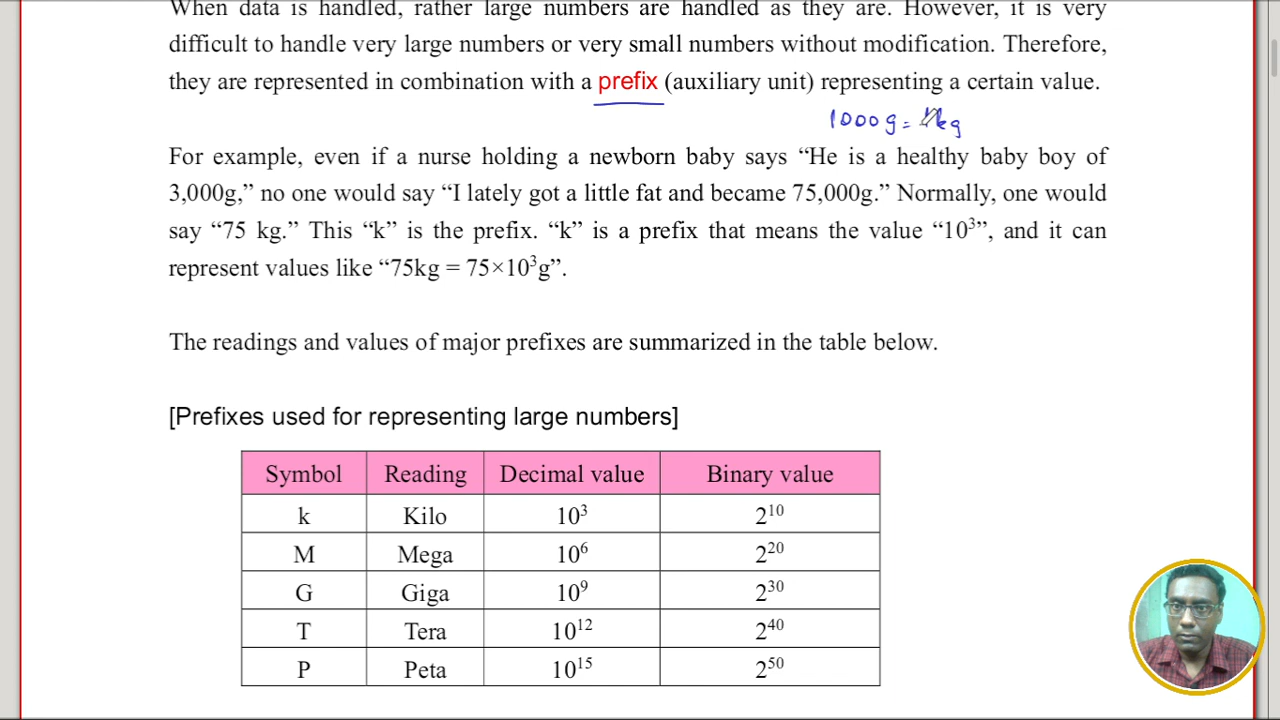 When data is handled, rather large numbers are handled as they are. However, it is very
difficult to handle very large numbers or very small numbers without modification. Therefore,
they are represented in combination with a prefix (auxiliary unit) representing a certain value.
1000g = 1kg
For example, even if a nurse holding a newborn baby says “He is a healthy baby boy of
3,000g,” no one would say “I lately got a little fat and became 75,000g.” Normally, one would
say “75 kg.” This “k” is the prefix. “k” is a prefix that means the value “10³”, and it can
represent values like “75kg = 75×10³g”.
The readings and values of major prefixes are summarized in the table below.
[Prefixes used for representing large numbers]
Symbol Reading Decimal value Binary value
k Kilo 10³ 2¹⁰
M Mega 10⁶ 2²⁰
G Giga 10⁹ 2³⁰
T Tera 10¹² 2⁴⁰
P Peta 10¹⁵ 2⁵⁰